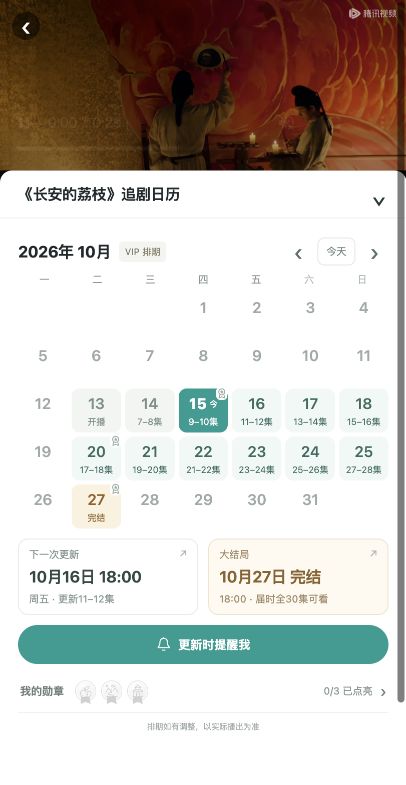 腾讯视频
《长安的荔枝》追剧日历
2026年 10月 VIP 排期 今天
一 二 三 四 五 六 日
1 2 3 4
5 6 7 8 9 10 11
12 13 14 15 今 16 17 18
开播 7–8集 9–10集 11–12集 13–14集 15–16集
19 20 21 22 23 24 25
17–18集 19–20集 21–22集 23–24集 25–26集 27–28集
26 27 28 29 30 31
完结
下一次更新 大结局
10月16日 18:00 10月27日 完结
周五 · 更新11–12集 18:00 · 届时全30集可看
更新时提醒我
我的勋章 0/3 已点亮
排期如有调整，以实际播出为准